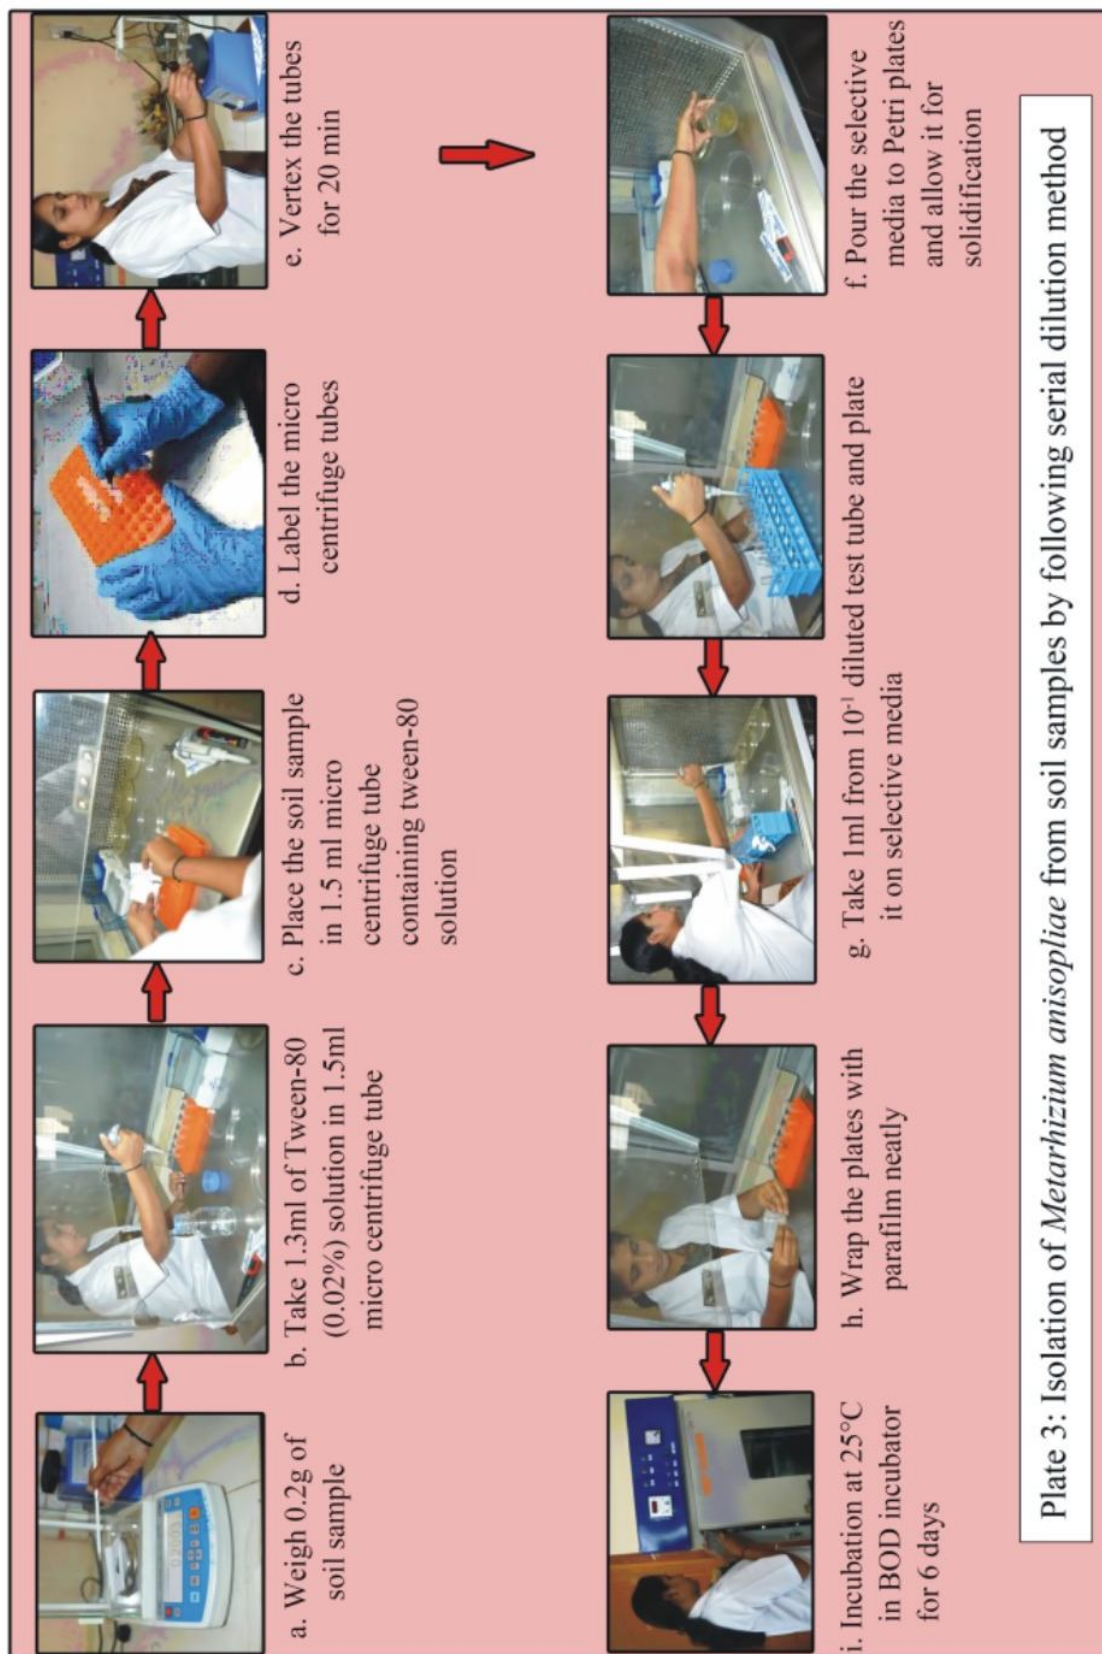 a. Weigh 0.2g of
soil sample
b. Take 1.3ml of Tween-80
(0.02%) solution in 1.5ml
micro centrifuge tube
c. Place the soil sample
in 1.5 ml micro
centrifuge tube
containing tween-80
solution
d. Label the micro
centrifuge tubes
e. Vertex the tubes
for 20 min
f. Pour the selective
media to Petri plates
and allow it for
solidification
g. Take 1ml from 10⁻¹ diluted test tube and plate
it on selective media
h. Wrap the plates with
parafilm neatly
i. Incubation at 25°C
in BOD incubator
for 6 days
Plate 3: Isolation of Metarhizium anisopliae from soil samples by following serial dilution method